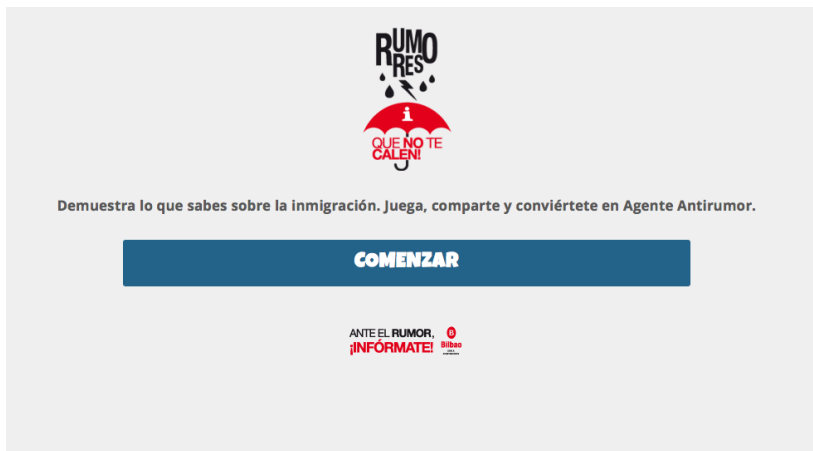 RUMO
RES
i
QUE NO TE
CALEN!
Demuestra lo que sabes sobre la inmigración. Juega, comparte y conviértete en Agente Antirumor.
COMENZAR
ANTE EL RUMOR,
¡INFÓRMATE!
B
Bilbao